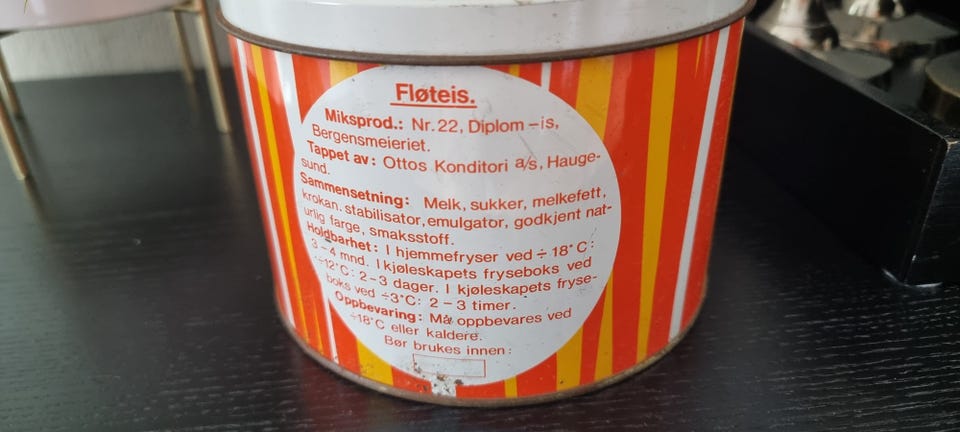 Fløteis.
Miksprod.: Nr. 22, Diplom-is,
Bergensmeieriet.
Tappet av: Ottos Konditori a/s, Hauge-
sund.
Sammensetning: Melk, sukker, melkefett,
krokan. stabilisator, emulgator, godkjent nat-
urlig farge, smaksstoff.
Holdbarhet: I hjemmefryser ved ÷ 18°C:
3-4 mnd. I kjøleskapets fryseboks ved
÷12°C: 2-3 dager. I kjøleskapets fryse-
boks ved ÷3°C: 2-3 timer.
Oppbevaring: Må oppbevares ved
÷18°C eller kaldere.
Bør brukes innen: